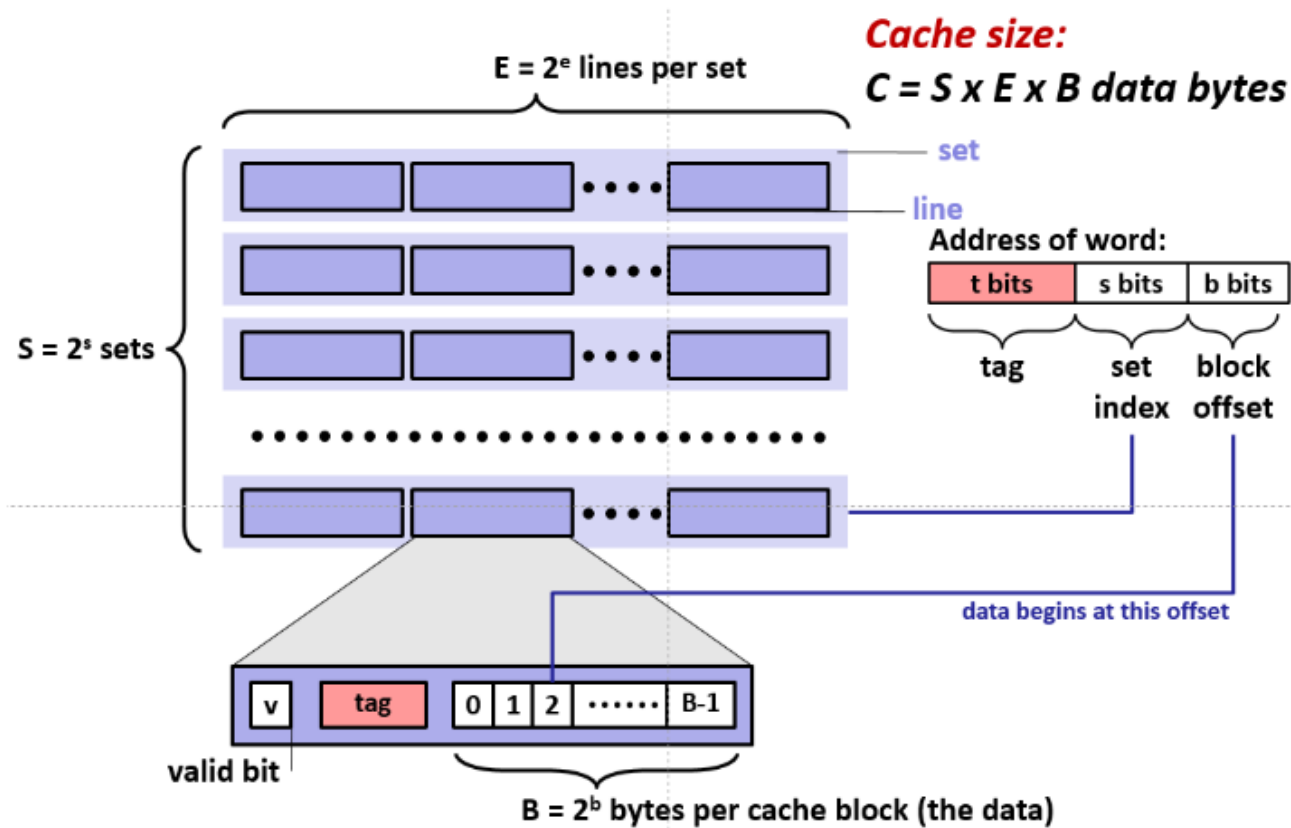 Cache size:
E = 2ᵉ lines per set
C = S x E x B data bytes
set
line
Address of word:
t bits s bits b bits
S = 2ˢ sets
tag set index block offset
data begins at this offset
v tag 0 1 2 B-1
valid bit
B = 2ᵇ bytes per cache block (the data)